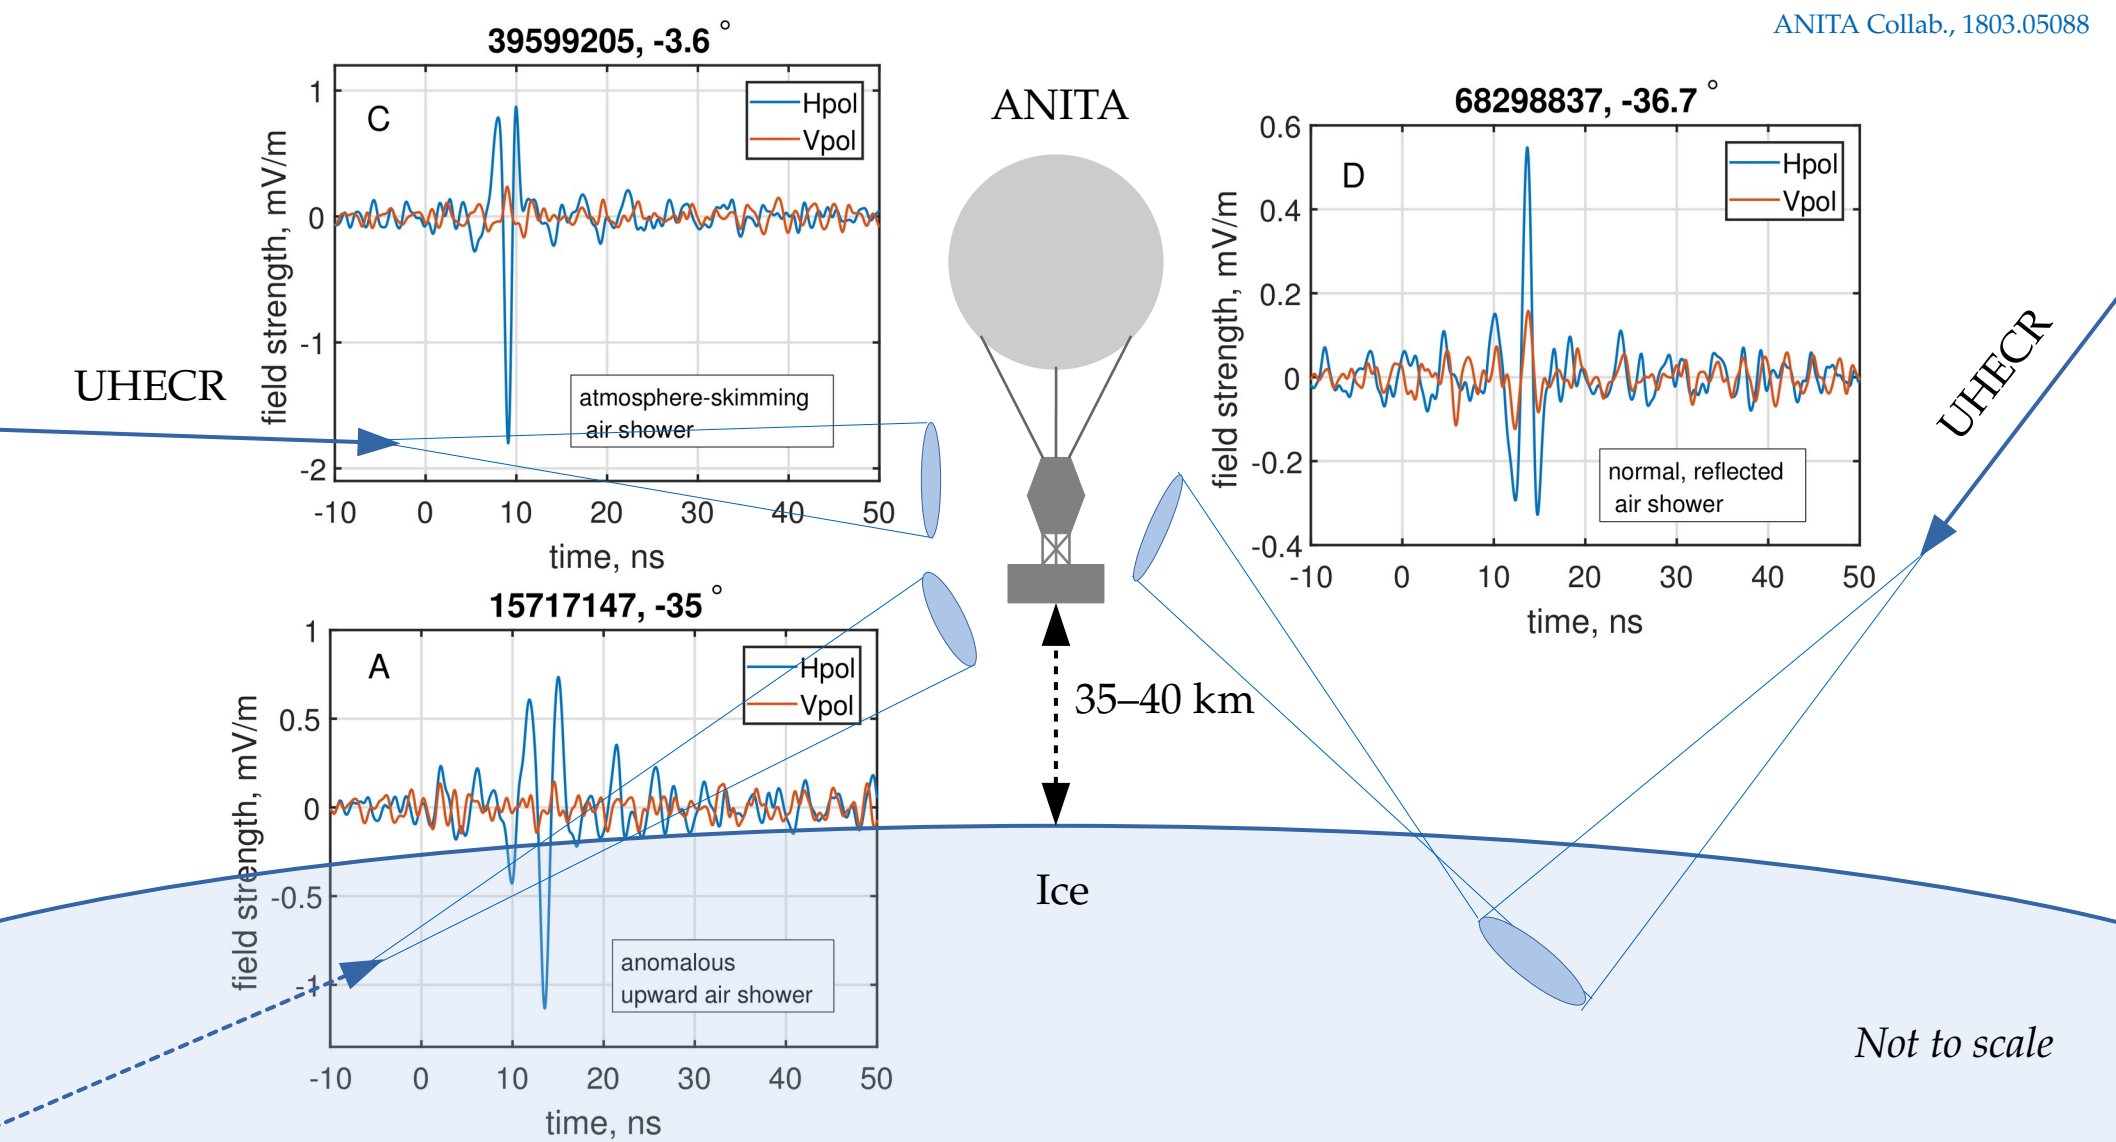 ANITA Collab., 1803.05088
39599205, -3.6 °
C
Hpol
Vpol
field strength, mV/m
1
0
-1
-2
atmosphere-skimming
air shower
-10 0 10 20 30 40 50
time, ns
UHECR
ANITA
68298837, -36.7 °
D
Hpol
Vpol
field strength, mV/m
0.6
0.4
0.2
0
-0.2
-0.4
normal, reflected
air shower
-10 0 10 20 30 40 50
time, ns
UHECR
15717147, -35 °
A
Hpol
Vpol
field strength, mV/m
1
0.5
0
-0.5
-1
anomalous
upward air shower
-10 0 10 20 30 40 50
time, ns
35–40 km
Ice
Not to scale